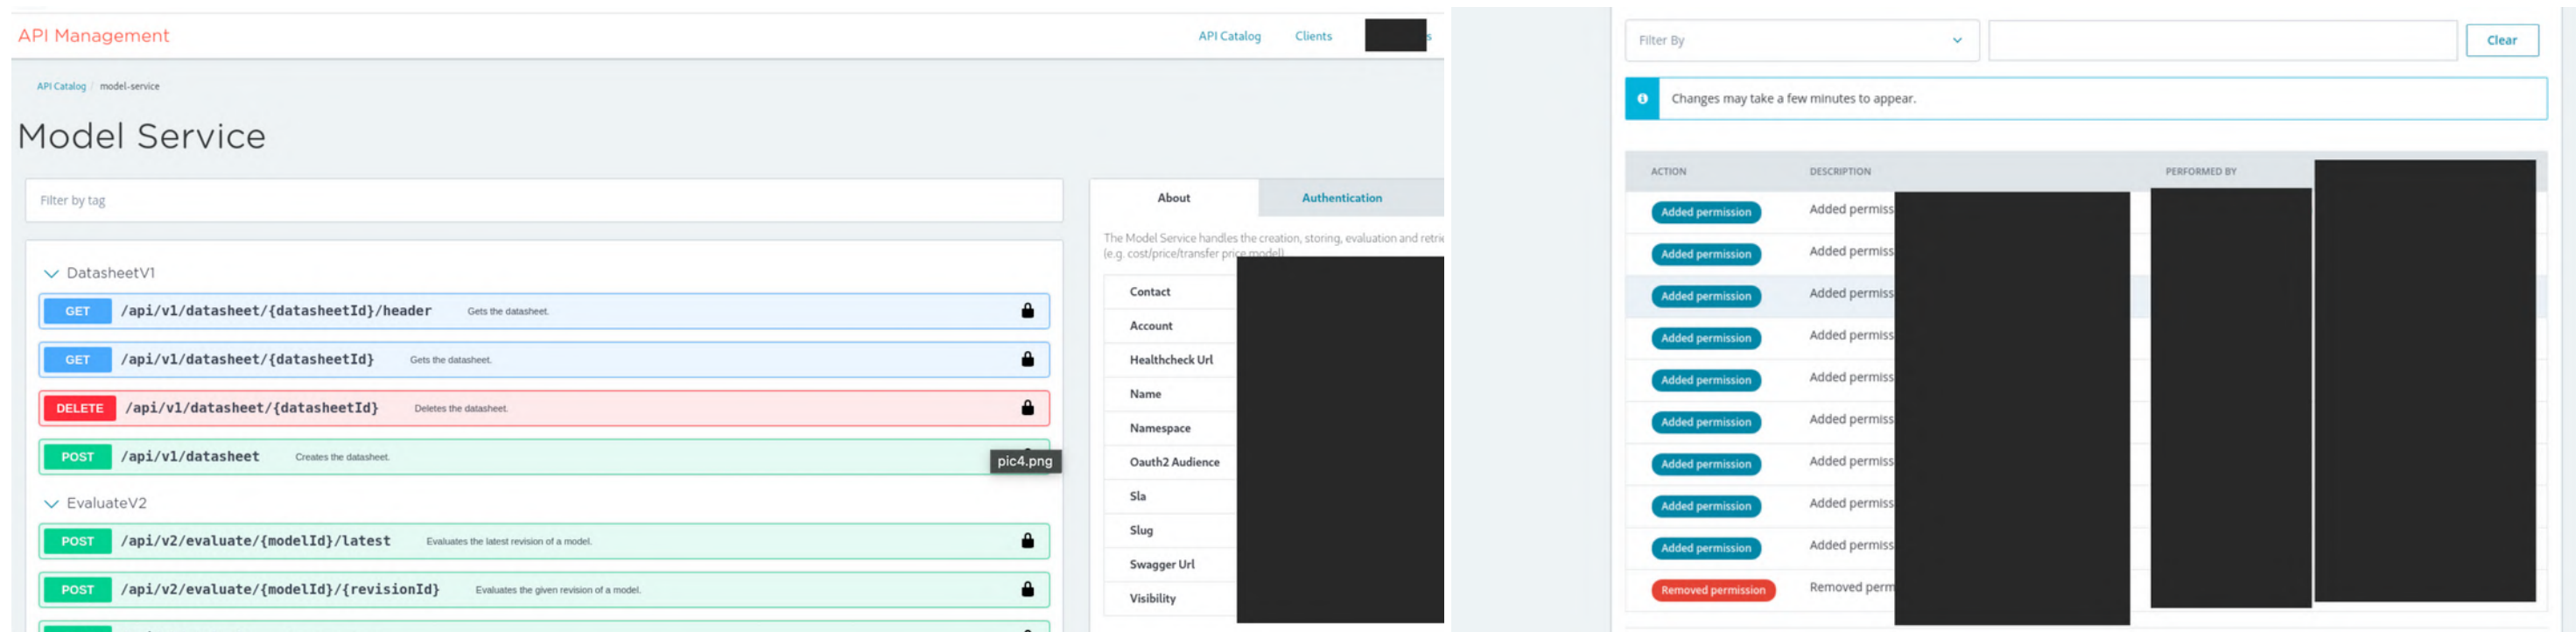 API Management
API Catalog Clients s
API Catalog / model-service
Model Service
Filter by tag
DatasheetV1
GET /api/v1/datasheet/{datasheetId}/header Gets the datasheet.
GET /api/v1/datasheet/{datasheetId} Gets the datasheet.
DELETE /api/v1/datasheet/{datasheetId} Deletes the datasheet.
POST /api/v1/datasheet Creates the datasheet.
pic4.png
EvaluateV2
POST /api/v2/evaluate/{modelId}/latest Evaluates the latest revision of a model.
POST /api/v2/evaluate/{modelId}/{revisionId} Evaluates the given revision of a model.
About Authentication
The Model Service handles the creation, storing, evaluation and retrie
(e.g. cost/price/transfer price model)
Contact
Account
Healthcheck Url
Name
Namespace
Oauth2 Audience
Sla
Slug
Swagger Url
Visibility
Filter By
Clear
Changes may take a few minutes to appear.
ACTION DESCRIPTION PERFORMED BY
Added permission Added permiss
Added permission Added permiss
Added permission Added permiss
Added permission Added permiss
Added permission Added permiss
Added permission Added permiss
Added permission Added permiss
Added permission Added permiss
Added permission Added permiss
Removed permission Removed perm